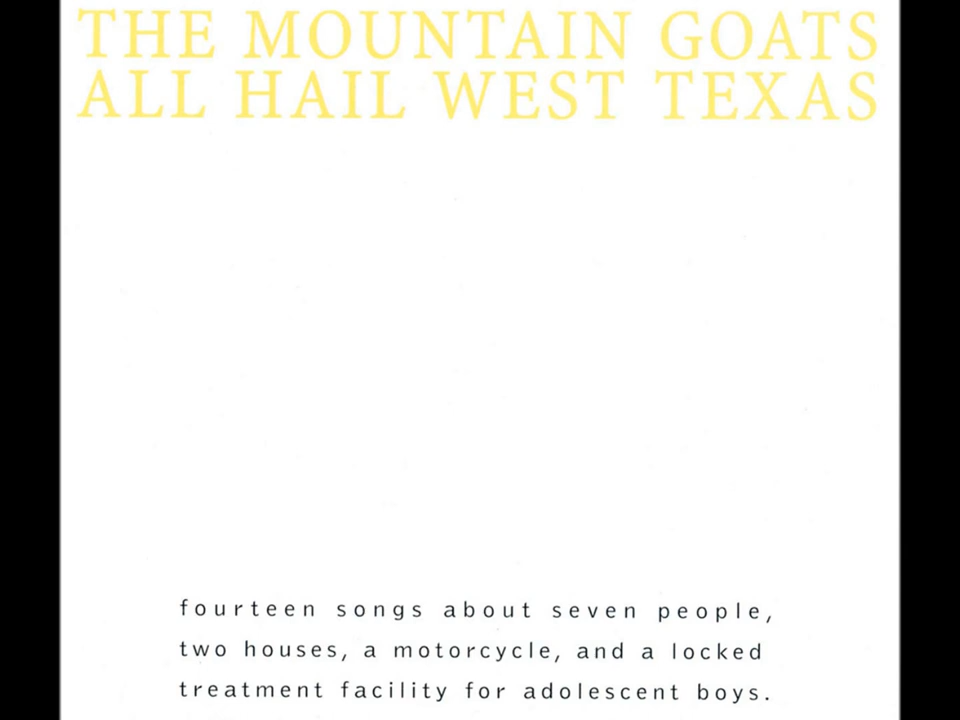 THE MOUNTAIN GOATS
ALL HAIL WEST TEXAS
fourteen songs about seven people,
two houses, a motorcycle, and a locked
treatment facility for adolescent boys.